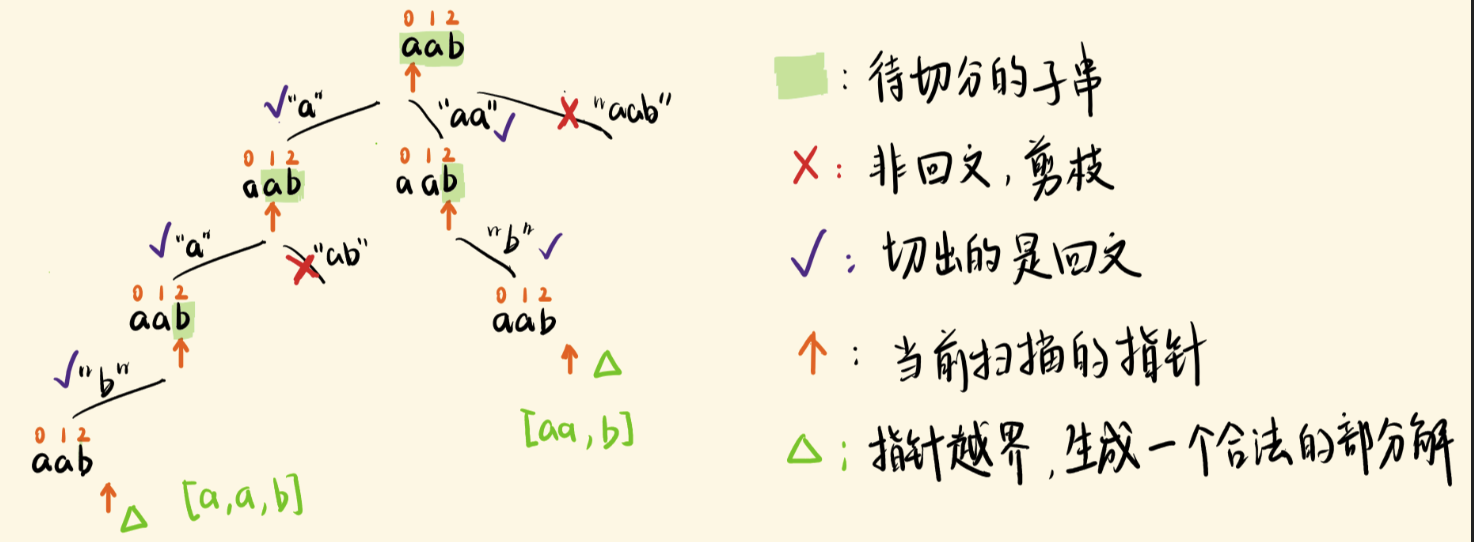 0 1 2
aab
"a"
"aa"
"aab"
0 1 2
aab
0 1 2
aab
"a"
"ab"
"b"
0 1 2
aab
0 1 2
aab
"b"
[aa,b]
0 1 2
aab
[a,a,b]
: 待切分的子串
: 非回文,剪枝
: 切出的是回文
: 当前扫描的指针
: 指针越界,生成一个合法的部分解